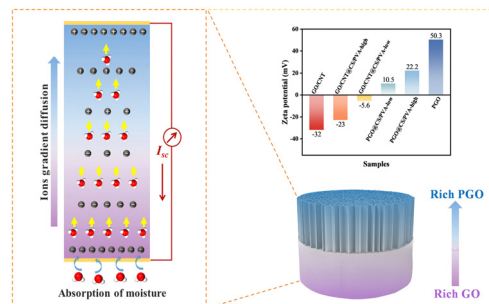 Ions gradient diffusion
Isc
Absorption of moisture
Zeta potential (mV)
60
40
20
0
-20
-40
GO/CNT
GO/CNT@CS/PVA-high
GO/CNT@CS/PVA-low
PGO@CS/PVA-low
PGO@CS/PVA-high
PGO
-32
-23
-5.6
10.5
22.2
50.3
Samples
Rich PGO
Rich GO